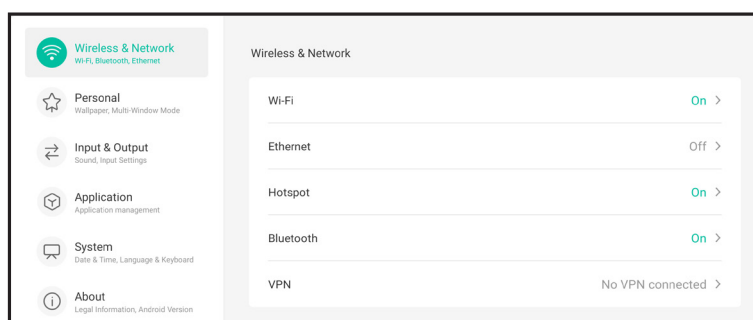 Wireless & Network
Wi-Fi, Bluetooth, Ethernet
Personal
Wallpaper, Multi-Window Mode
Input & Output
Sound, Input Settings
Application
Application management
System
Date & Time, Language & Keyboard
About
Legal Information, Android Version
Wireless & Network
Wi-Fi On
Ethernet Off
Hotspot On
Bluetooth On
VPN No VPN connected